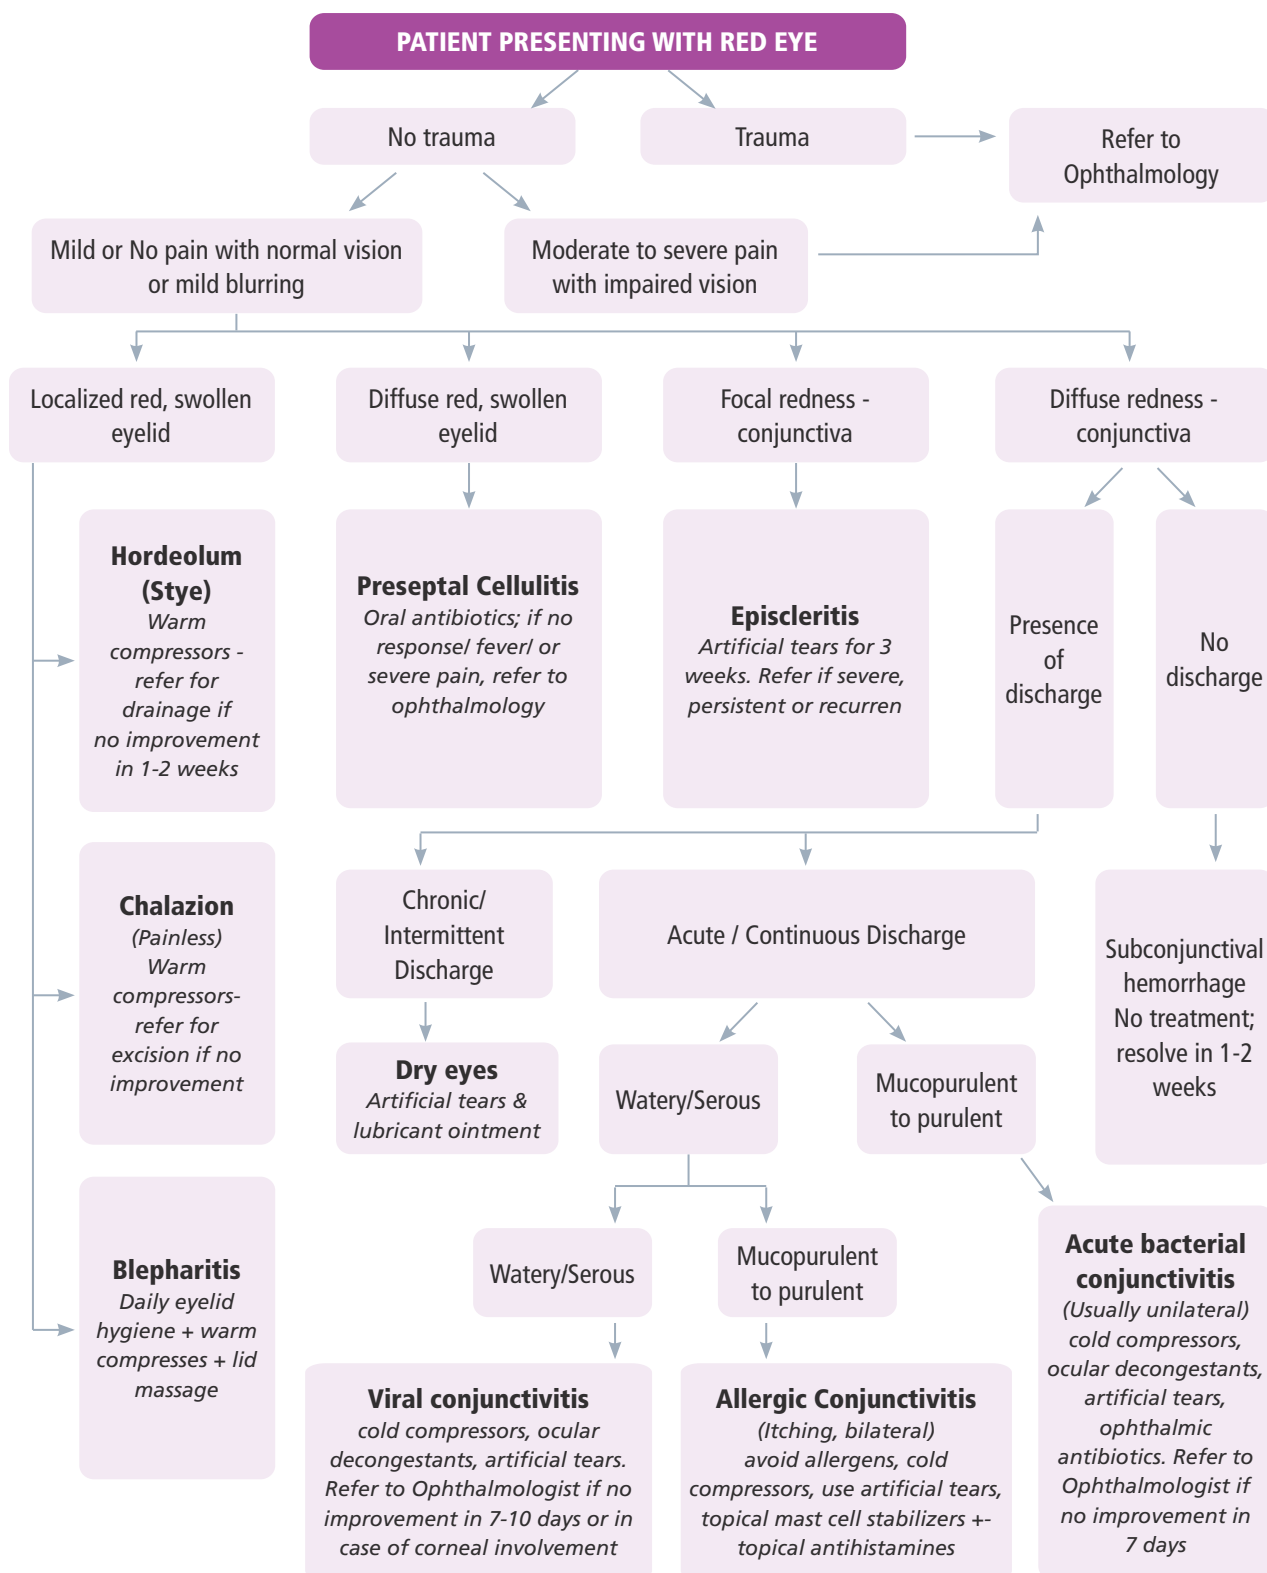 PATIENT PRESENTING WITH RED EYE
No trauma
Trauma
Refer to
Ophthalmology
Mild or No pain with normal vision
or mild blurring
Moderate to severe pain
with impaired vision
Localized red, swollen
eyelid
Diffuse red, swollen
eyelid
Focal redness -
conjunctiva
Diffuse redness -
conjunctiva
Hordeolum
(Stye)
Warm
compressors -
refer for
drainage if
no improvement
in 1-2 weeks
Preseptal Cellulitis
Oral antibiotics; if no
response/ fever/ or
severe pain, refer to
ophthalmology
Episcleritis
Artificial tears for 3
weeks. Refer if severe,
persistent or recurren
Presence
of
discharge
No
discharge
Chalazion
(Painless)
Warm
compressors-
refer for
excision if no
improvement
Chronic/
Intermittent
Discharge
Acute / Continuous Discharge
Subconjunctival
hemorrhage
No treatment;
resolve in 1-2
weeks
Dry eyes
Artificial tears &
lubricant ointment
Watery/Serous
Mucopurulent
to purulent
Blepharitis
Daily eyelid
hygiene + warm
compresses + lid
massage
Watery/Serous
Mucopurulent
to purulent
Viral conjunctivitis
cold compressors, ocular
decongestants, artificial tears.
Refer to Ophthalmologist if no
improvement in 7-10 days or in
case of corneal involvement
Allergic Conjunctivitis
(Itching, bilateral)
avoid allergens, cold
compressors, use artificial tears,
topical mast cell stabilizers +-
topical antihistamines
Acute bacterial
conjunctivitis
(Usually unilateral)
cold compressors,
ocular decongestants,
artificial tears,
ophthalmic
antibiotics. Refer to
Ophthalmologist if
no improvement in
7 days